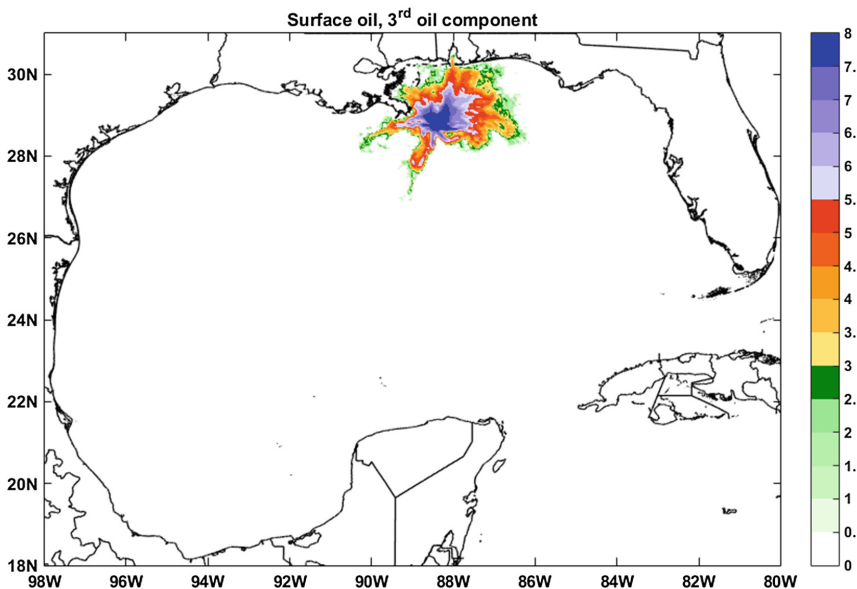 Surface oil, 3rd oil component
30N
28N
26N
24N
22N
20N
18N
98W 96W 94W 92W 90W 88W 86W 84W 82W 80W
8
7.
7
6.
6
5.
5
4.
4
3.
3
2.
2
1.
1
0.
0